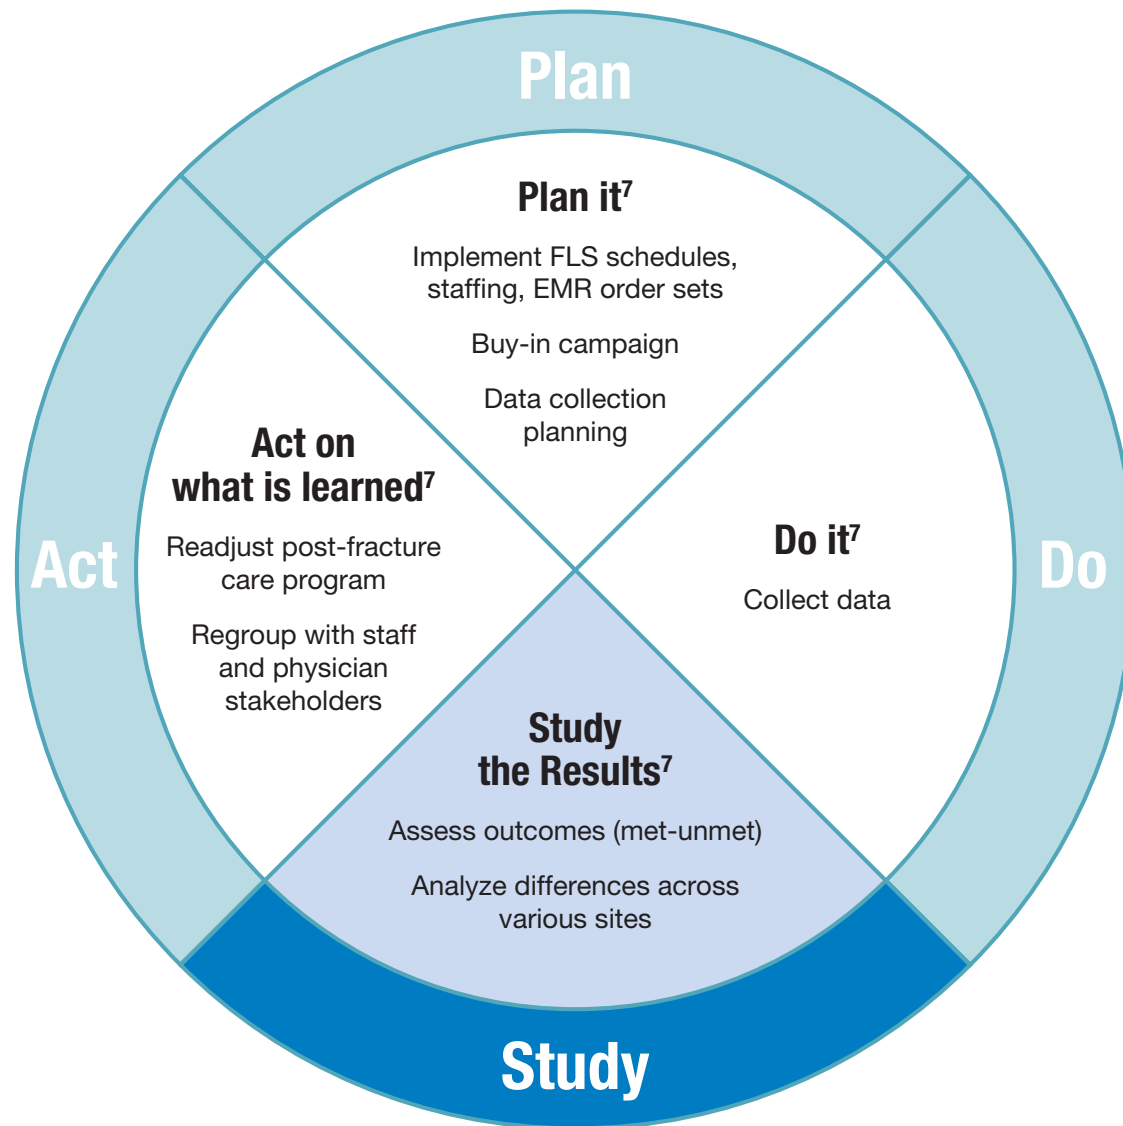 Plan
Plan it⁷
Implement FLS schedules,
staffing, EMR order sets
Buy-in campaign
Data collection
planning
Do
Do it⁷
Collect data
Study
the Results⁷
Assess outcomes (met-unmet)
Analyze differences across
various sites
Study
Act
Act on
what is learned⁷
Readjust post-fracture
care program
Regroup with staff
and physician
stakeholders